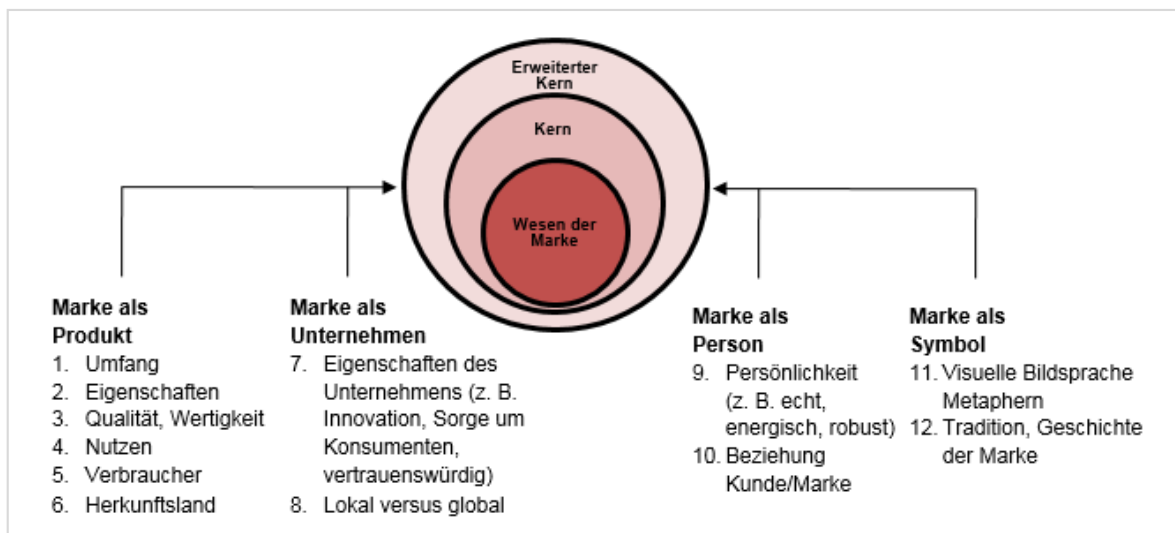 Erweiterter
Kern
Kern
Wesen der
Marke
Marke als
Produkt
1. Umfang
2. Eigenschaften
3. Qualität, Wertigkeit
4. Nutzen
5. Verbraucher
6. Herkunftsland
Marke als
Unternehmen
7. Eigenschaften des
Unternehmens (z. B.
Innovation, Sorge um
Konsumenten,
vertrauenswürdig)
8. Lokal versus global
Marke als
Person
9. Persönlichkeit
(z. B. echt,
energisch, robust)
10. Beziehung
Kunde/Marke
Marke als
Symbol
11. Visuelle Bildsprache
Metaphern
12. Tradition, Geschichte
der Marke